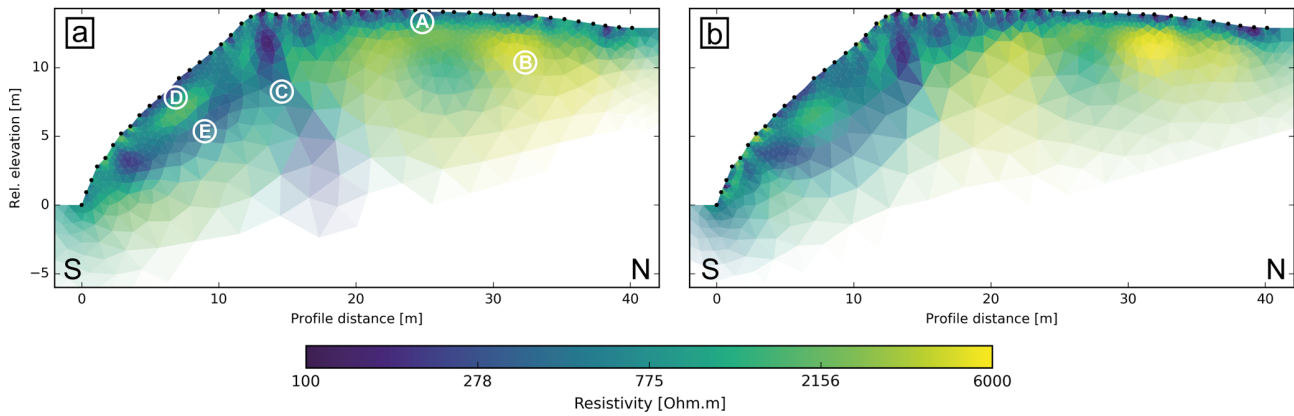 a
b
A
B
C
D
E
Rel. elevation [m]
10
5
0
−5
S
N
S
N
0
10
20
30
40
0
10
20
30
40
Profile distance [m]
Profile distance [m]
100
278
775
2156
6000
Resistivity [Ohm.m]